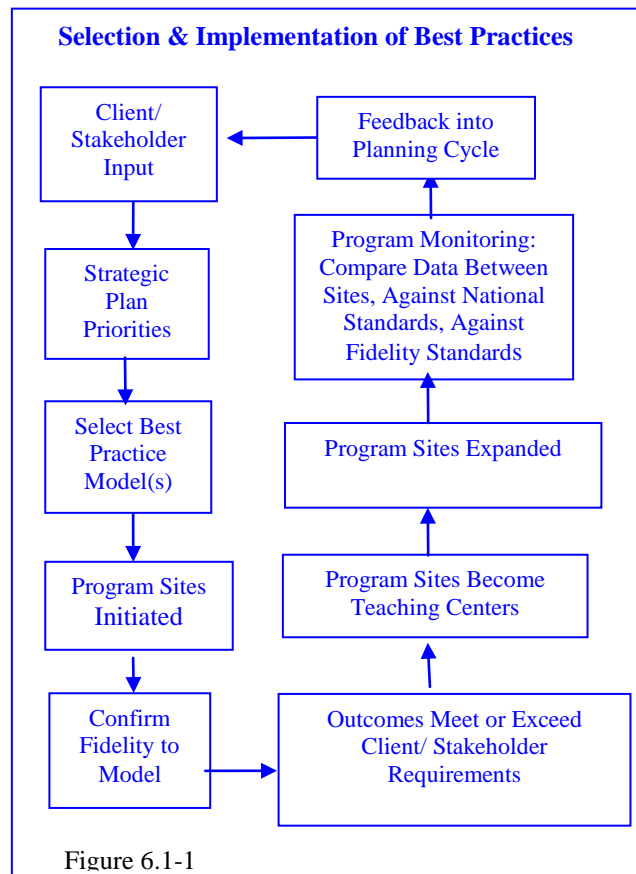 Selection & Implementation of Best Practices
Client/
Stakeholder
Input
Strategic
Plan
Priorities
Select Best
Practice
Model(s)
Program Sites
Initiated
Confirm
Fidelity to
Model
Outcomes Meet or Exceed
Client/ Stakeholder
Requirements
Program Sites Become
Teaching Centers
Program Sites Expanded
Program Monitoring:
Compare Data Between
Sites, Against National
Standards, Against
Fidelity Standards
Feedback into
Planning Cycle
Figure 6.1-1